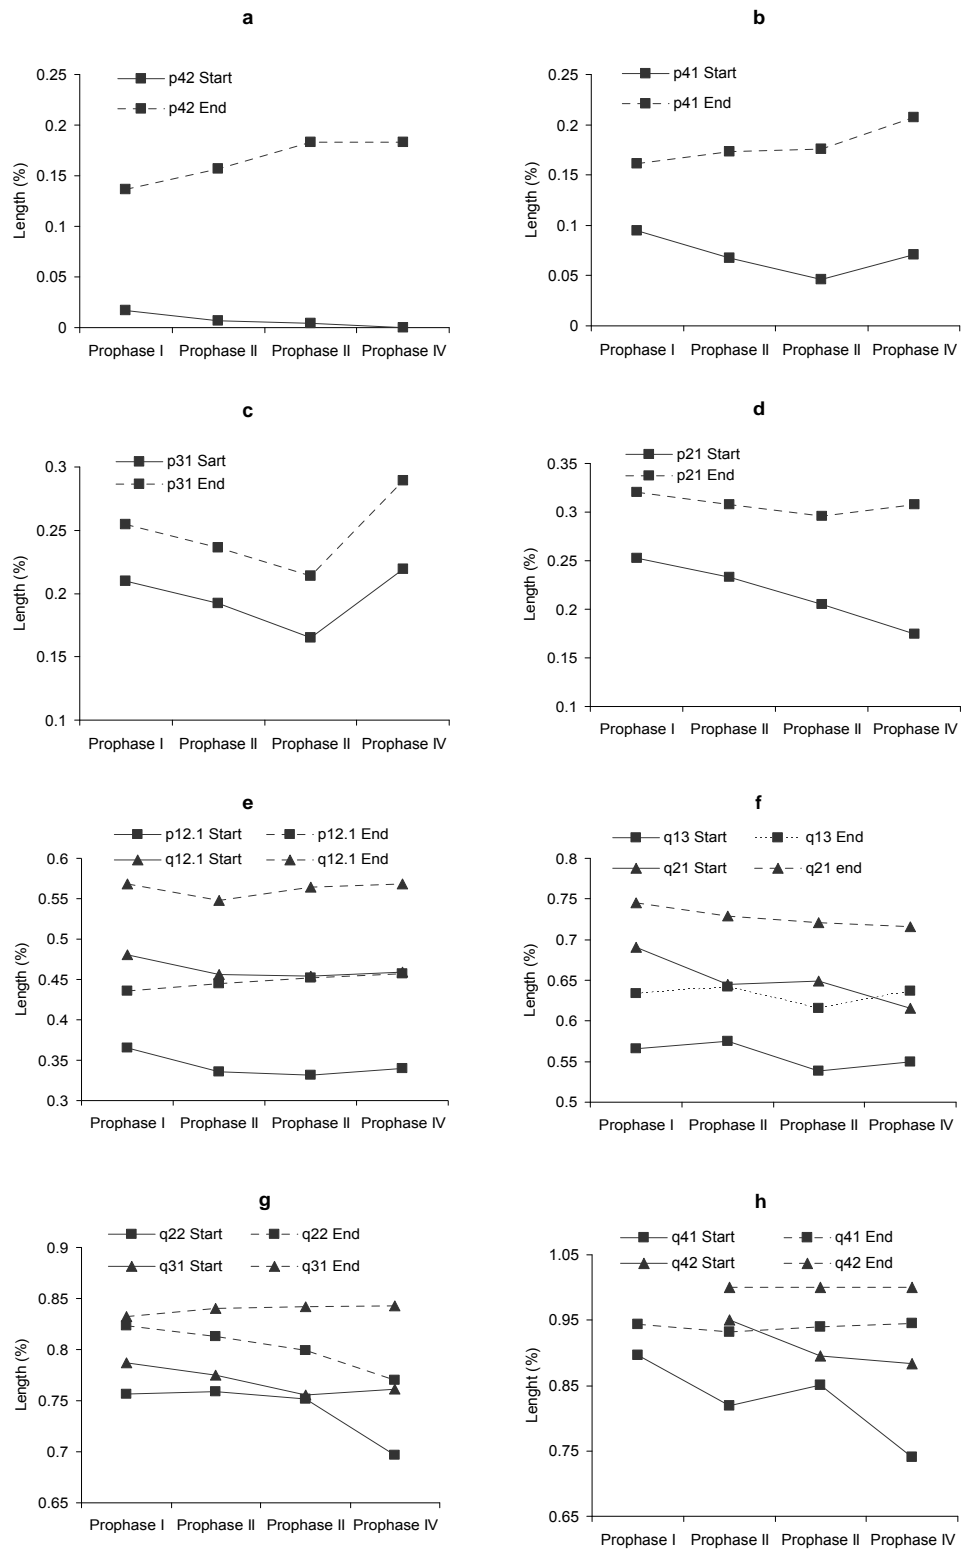 a
p42 Start
p42 End
0.25
0.2
0.15
0.1
0.05
0
Length (%)
Prophase I Prophase II Prophase II Prophase IV
b
p41 Start
p41 End
0.25
0.2
0.15
0.1
0.05
0
Length (%)
Prophase I Prophase II Prophase II Prophase IV
c
p31 Sart
p31 End
0.3
0.25
0.2
0.15
0.1
Length (%)
Prophase I Prophase II Prophase II Prophase IV
d
p21 Start
p21 End
0.35
0.3
0.25
0.2
0.15
0.1
Length (%)
Prophase I Prophase II Prophase II Prophase IV
e
p12.1 Start p12.1 End
q12.1 Start q12.1 End
0.6
0.55
0.5
0.45
0.4
0.35
0.3
Length (%)
Prophase I Prophase II Prophase II Prophase IV
f
q13 Start q13 End
q21 Start q21 end
0.8
0.75
0.7
0.65
0.6
0.55
0.5
Length (%)
Prophase I Prophase II Prophase II Prophase IV
g
q22 Start q22 End
q31 Start q31 End
0.9
0.85
0.8
0.75
0.7
0.65
Length (%)
Prophase I Prophase II Prophase II Prophase IV
h
q41 Start q41 End
q42 Start q42 End
1.05
0.95
0.85
0.75
0.65
Lenght (%)
Prophase I Prophase II Prophase II Prophase IV